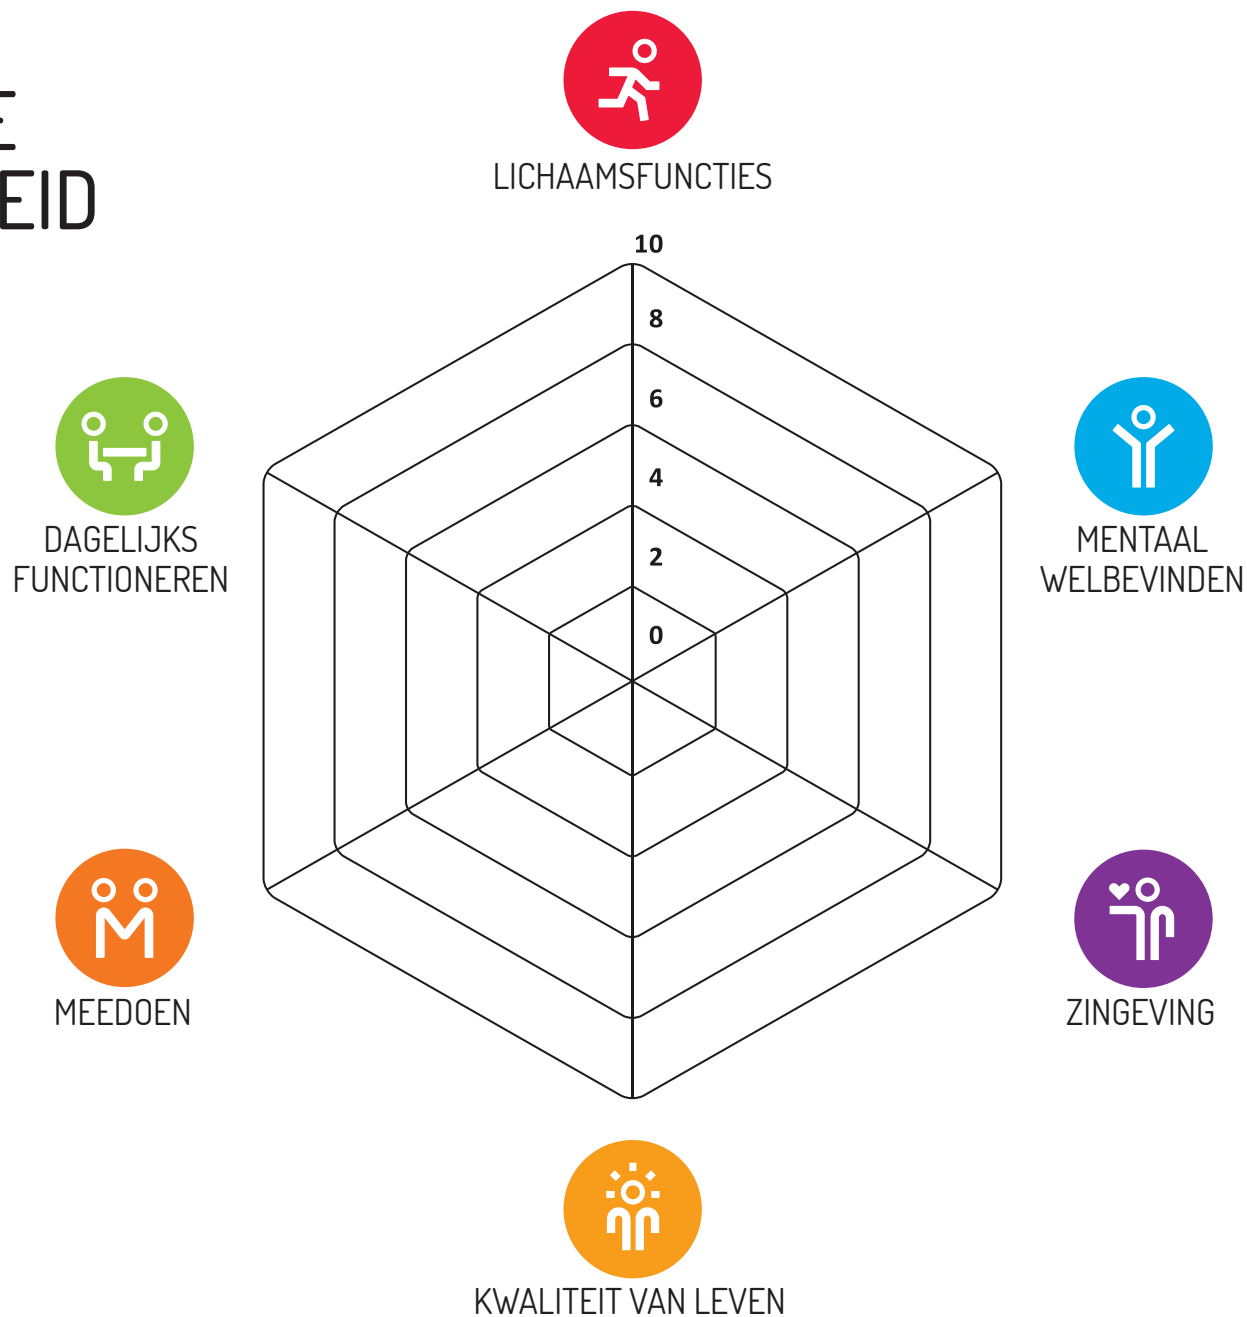 E
EID
LICHAAMSFUNCTIES
10
8
6
4
2
0
DAGELIJKS
FUNCTIONEREN
MENTAAL
WELBEVINDEN
MEEDOEN
ZINGEVING
KWALITEIT VAN LEVEN